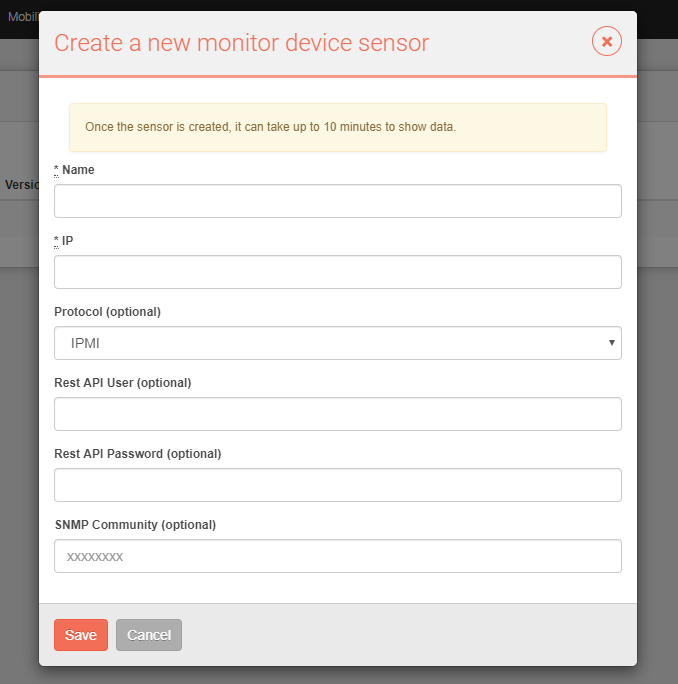 Mobili
Create a new monitor device sensor
Once the sensor is created, it can take up to 10 minutes to show data.
Versio
* Name
* IP
Protocol (optional)
IPMI
Rest API User (optional)
Rest API Password (optional)
SNMP Community (optional)
xxxxxxxx
Save Cancel